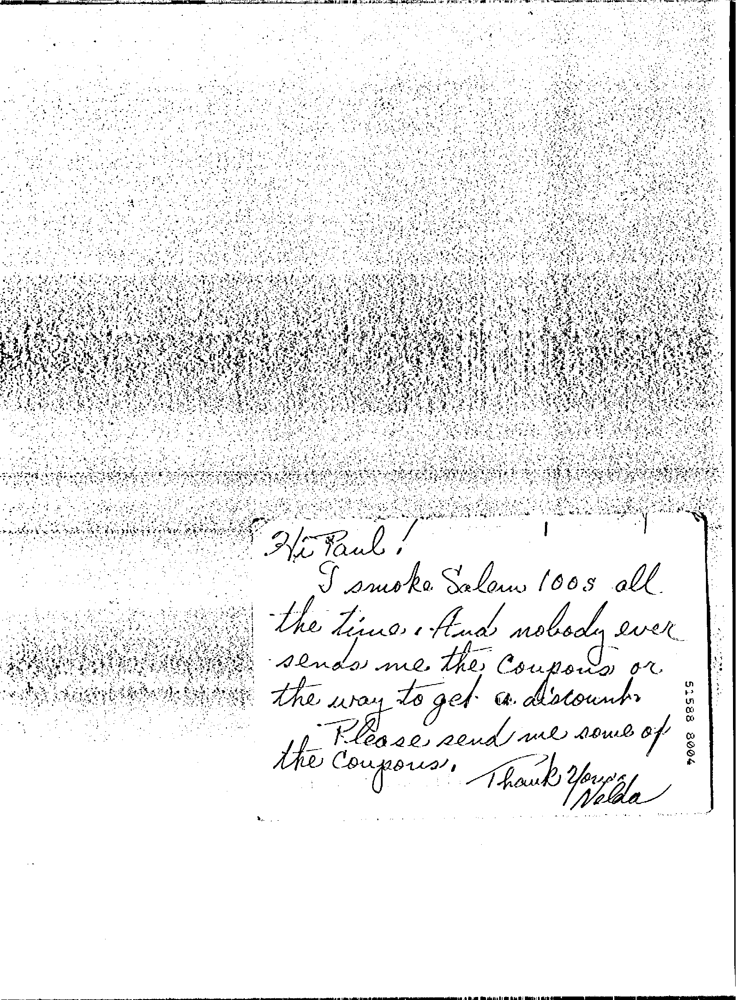 Hi Paul!
I smoke Salem 100s all
the time. And nobody ever
sends me the Coupons or
the way to get a discount.
Please send me some of
the Coupons. Thank You
Nelda
51588 8004